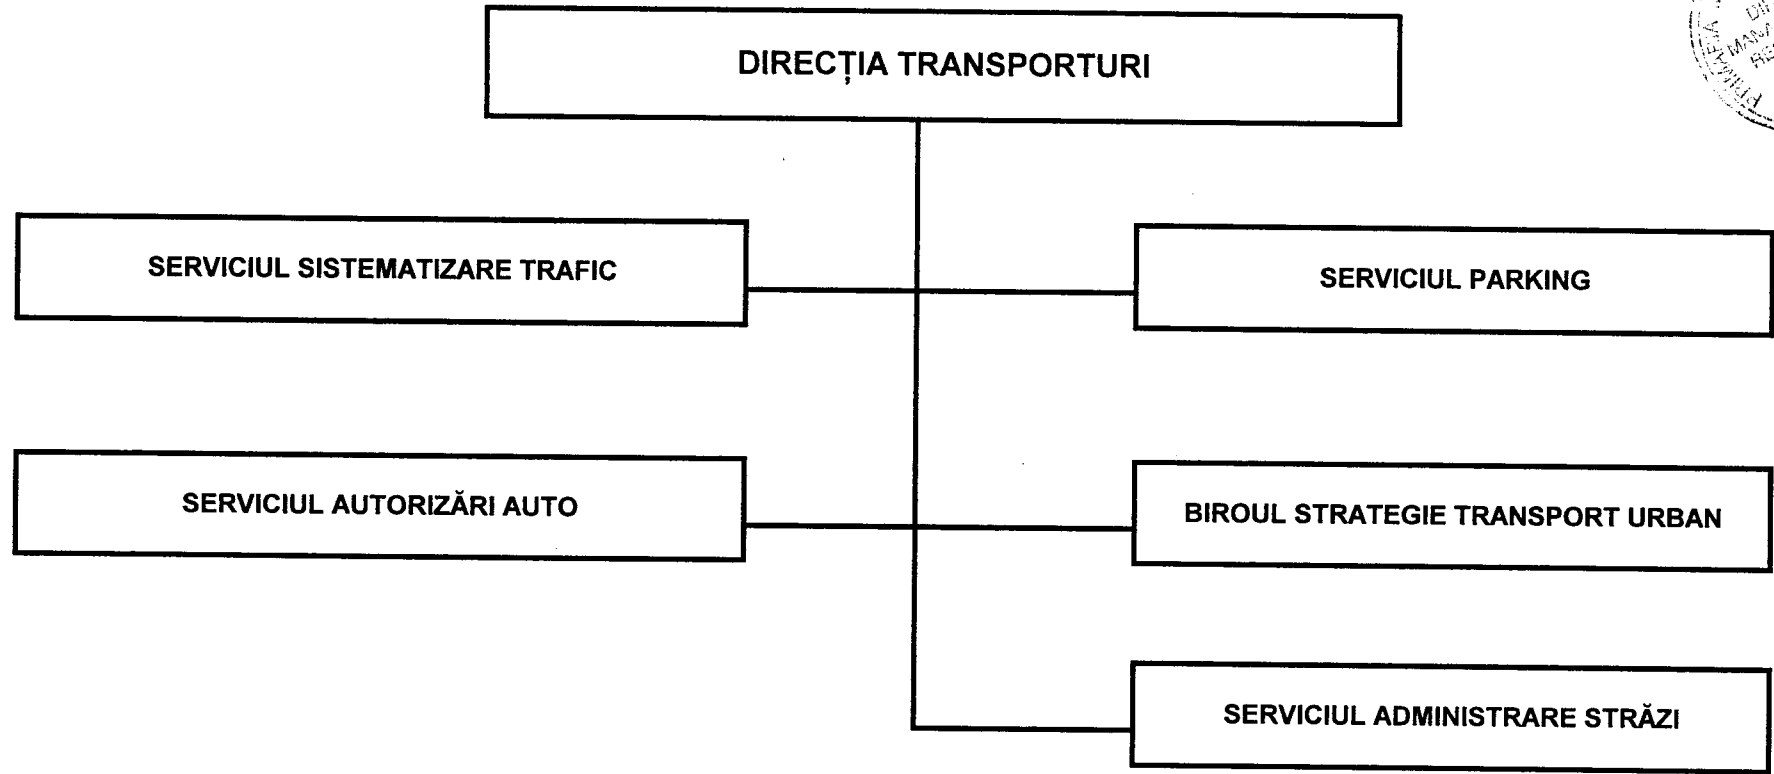 DIRECȚIA TRANSPORTURI
SERVICIUL SISTEMATIZARE TRAFIC
SERVICIUL PARKING
SERVICIUL AUTORIZĂRI AUTO
BIROUL STRATEGIE TRANSPORT URBAN
SERVICIUL ADMINISTRARE STRĂZI